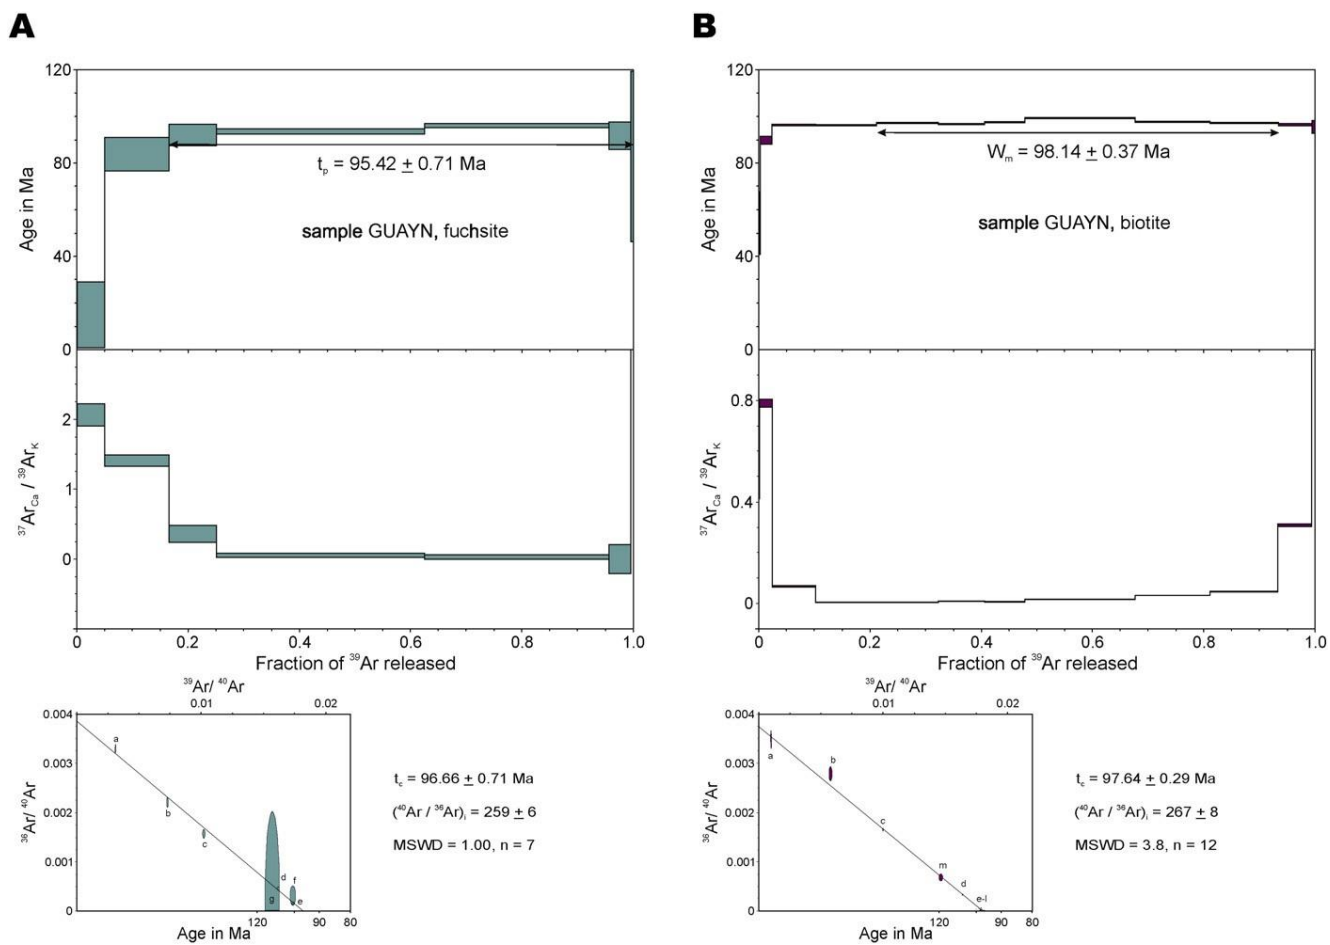 A
120
80
40
0
Age in Ma
t_p = 95.42 ± 0.71 Ma
sample GUAYN, fuchsite
2
1
0
³⁷Ar_Ca / ³⁹Ar_K
0 0.2 0.4 0.6 0.8 1.0
Fraction of ³⁹Ar released
³⁹Ar/ ⁴⁰Ar
0.01 0.02
0.004
0.003
0.002
0.001
0
³⁶Ar/ ⁴⁰Ar
a
b
c
d
f
g
e
120 90 80
Age in Ma
t_c = 96.66 ± 0.71 Ma
(⁴⁰Ar / ³⁶Ar)_i = 259 ± 6
MSWD = 1.00, n = 7
B
120
80
40
0
Age in Ma
W_m = 98.14 ± 0.37 Ma
sample GUAYN, biotite
0.8
0.4
0
³⁷Ar_Ca / ³⁹Ar_K
0 0.2 0.4 0.6 0.8 1.0
Fraction of ³⁹Ar released
³⁹Ar/ ⁴⁰Ar
0.01 0.02
0.004
0.003
0.002
0.001
0
³⁶Ar/ ⁴⁰Ar
a
b
c
m
d
e-l
120 90 80
Age in Ma
t_c = 97.64 ± 0.29 Ma
(⁴⁰Ar / ³⁶Ar)_i = 267 ± 8
MSWD = 3.8, n = 12